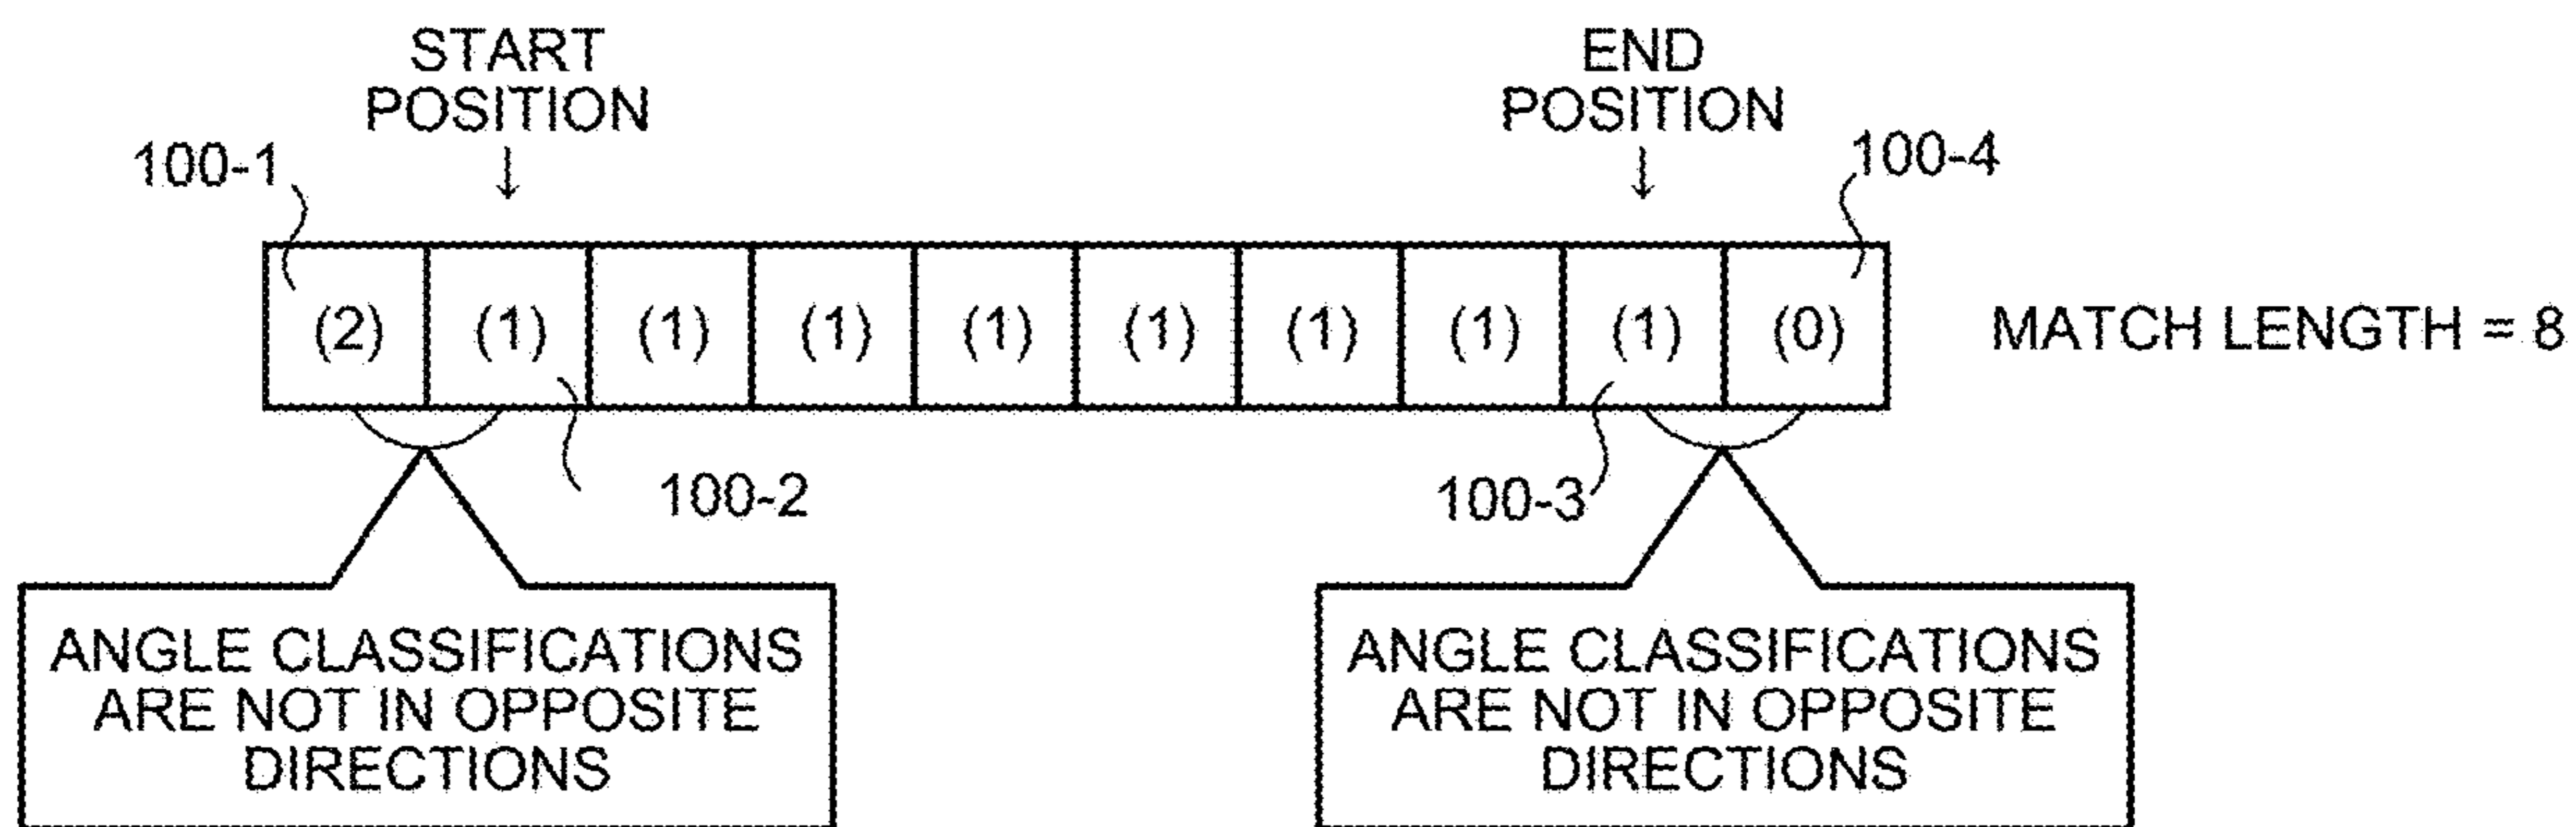 START
POSITION
↓
END
POSITION
↓
100-1
100-4
(2) (1) (1) (1) (1) (1) (1) (1) (1) (0)
MATCH LENGTH = 8
100-2
100-3
ANGLE CLASSIFICATIONS
ARE NOT IN OPPOSITE
DIRECTIONS
ANGLE CLASSIFICATIONS
ARE NOT IN OPPOSITE
DIRECTIONS